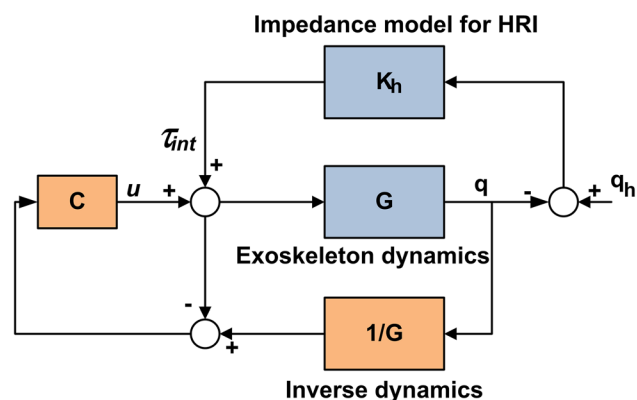 Impedance model for HRI
Kh
τint
+
C
u
+
G
q
-
+
qh
Exoskeleton dynamics
-
+
1/G
Inverse dynamics